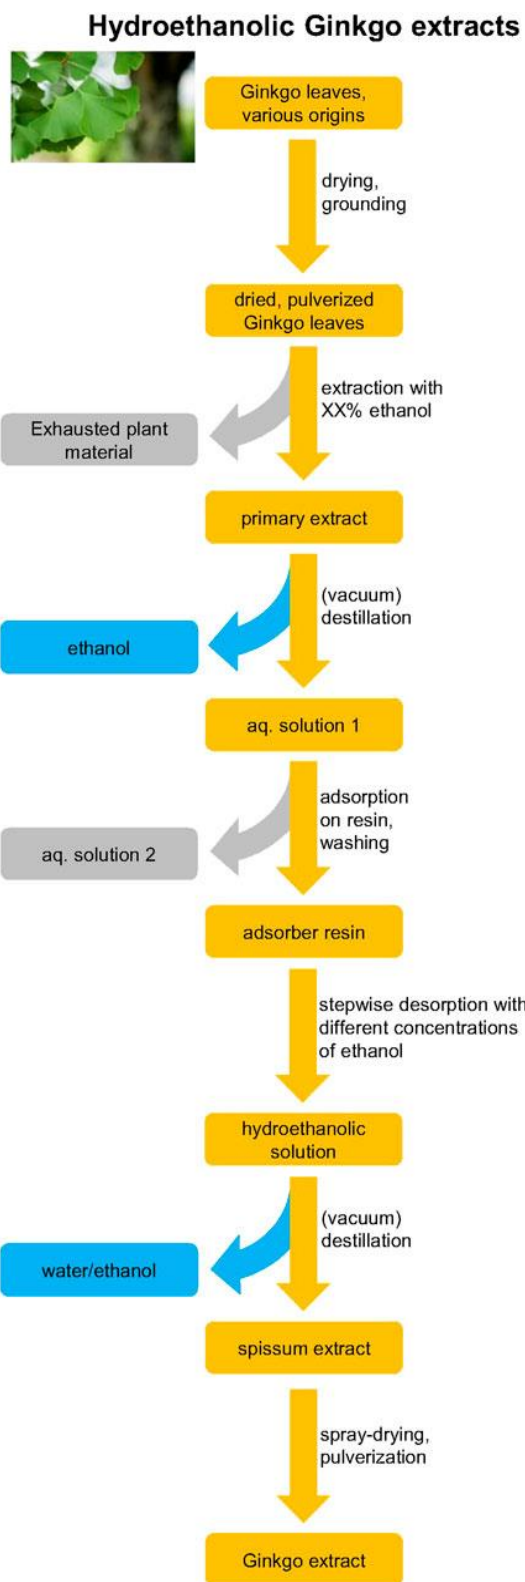 Hydroethanolic Ginkgo extracts
Ginkgo leaves,
various origins
drying,
grounding
dried, pulverized
Ginkgo leaves
extraction with
XX% ethanol
Exhausted plant
material
primary extract
(vacuum)
destillation
ethanol
aq. solution 1
adsorption
on resin,
washing
aq. solution 2
adsorber resin
stepwise desorption with
different concentrations
of ethanol
hydroethanolic
solution
(vacuum)
destillation
water/ethanol
spissum extract
spray-drying,
pulverization
Ginkgo extract